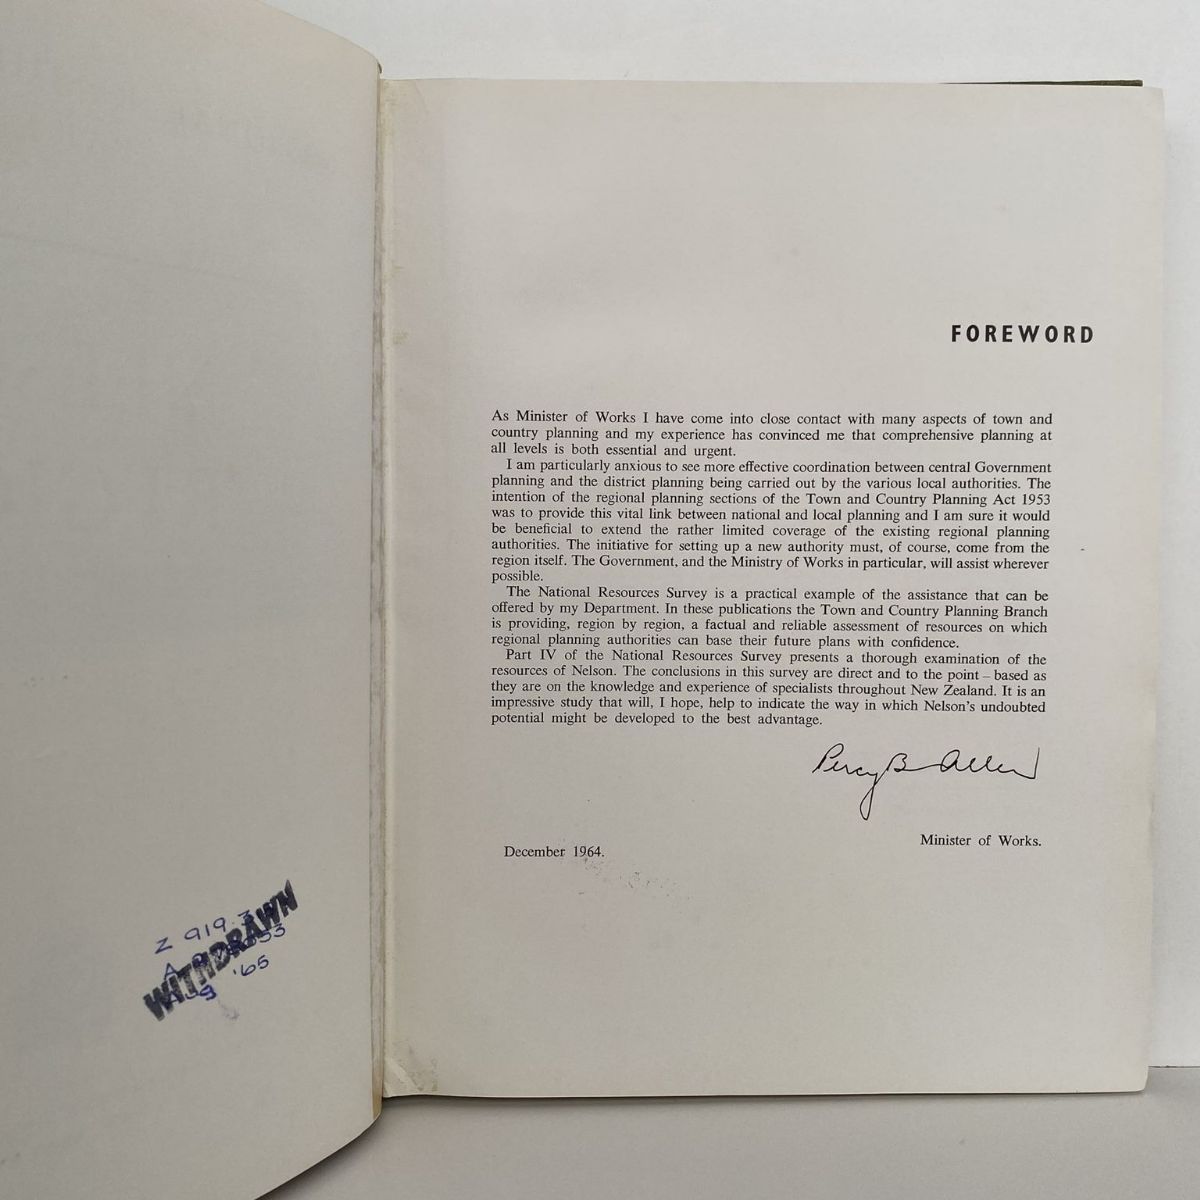 Z 919.3
'65
Aug
WITHDRAWN
FOREWORD
As Minister of Works I have come into close contact with many aspects of town and
country planning and my experience has convinced me that comprehensive planning at
all levels is both essential and urgent.
I am particularly anxious to see more effective coordination between central Government
planning and the district planning being carried out by the various local authorities. The
intention of the regional planning sections of the Town and Country Planning Act 1953
was to provide this vital link between national and local planning and I am sure it would
be beneficial to extend the rather limited coverage of the existing regional planning
authorities. The initiative for setting up a new authority must, of course, come from the
region itself. The Government, and the Ministry of Works in particular, will assist wherever
possible.
The National Resources Survey is a practical example of the assistance that can be
offered by my Department. In these publications the Town and Country Planning Branch
is providing, region by region, a factual and reliable assessment of resources on which
regional planning authorities can base their future plans with confidence.
Part IV of the National Resources Survey presents a thorough examination of the
resources of Nelson. The conclusions in this survey are direct and to the point – based as
they are on the knowledge and experience of specialists throughout New Zealand. It is an
impressive study that will, I hope, help to indicate the way in which Nelson's undoubted
potential might be developed to the best advantage.
Percy B Allen
Minister of Works.
December 1964.